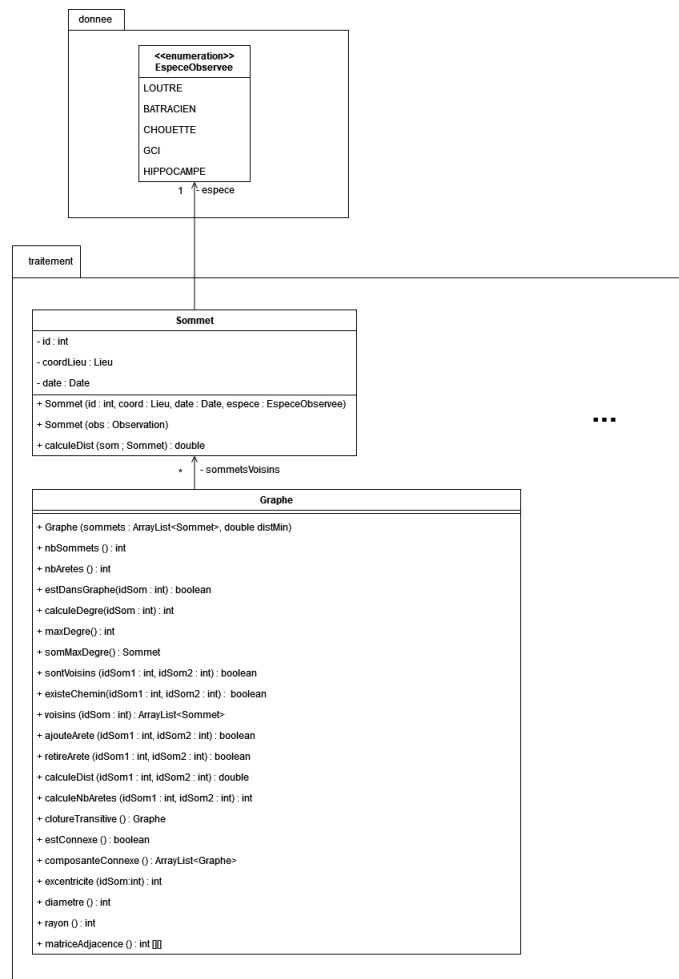 donnee
<<enumeration>>
EspeceObservee
LOUTRE
BATRACIEN
CHOUETTE
GCI
HIPPOCAMPE
1 - espece
traitement
Sommet
- id : int
- coordLieu : Lieu
- date : Date
+ Sommet (id : int, coord : Lieu, date : Date, espece : EspeceObservee)
+ Sommet (obs : Observation)
+ calculeDist (som ; Sommet) : double
...
* - sommetsVoisins
Graphe
+ Graphe (sommets : ArrayList<Sommet>, double distMin)
+ nbSommets () : int
+ nbAretes () : int
+ estDansGraphe(idSom : int) : boolean
+ calculeDegre(idSom : int) : int
+ maxDegre() : int
+ somMaxDegre() : Sommet
+ sontVoisins (idSom1 : int, idSom2 : int) : boolean
+ existeChemin(idSom1 : int, idSom2 : int) : boolean
+ voisins (idSom : int) : ArrayList<Sommet>
+ ajouteArete (idSom1 : int, idSom2 : int) : boolean
+ retireArete (idSom1 : int, idSom2 : int) : boolean
+ calculeDist (idSom1 : int, idSom2 : int) : double
+ calculeNbAretes (idSom1 : int, idSom2 : int) : int
+ clotureTransitive () : Graphe
+ estConnexe () : boolean
+ composanteConnexe () : ArrayList<Graphe>
+ excentricite (idSom:int) : int
+ diametre () : int
+ rayon () : int
+ matriceAdjacence () : int [][]